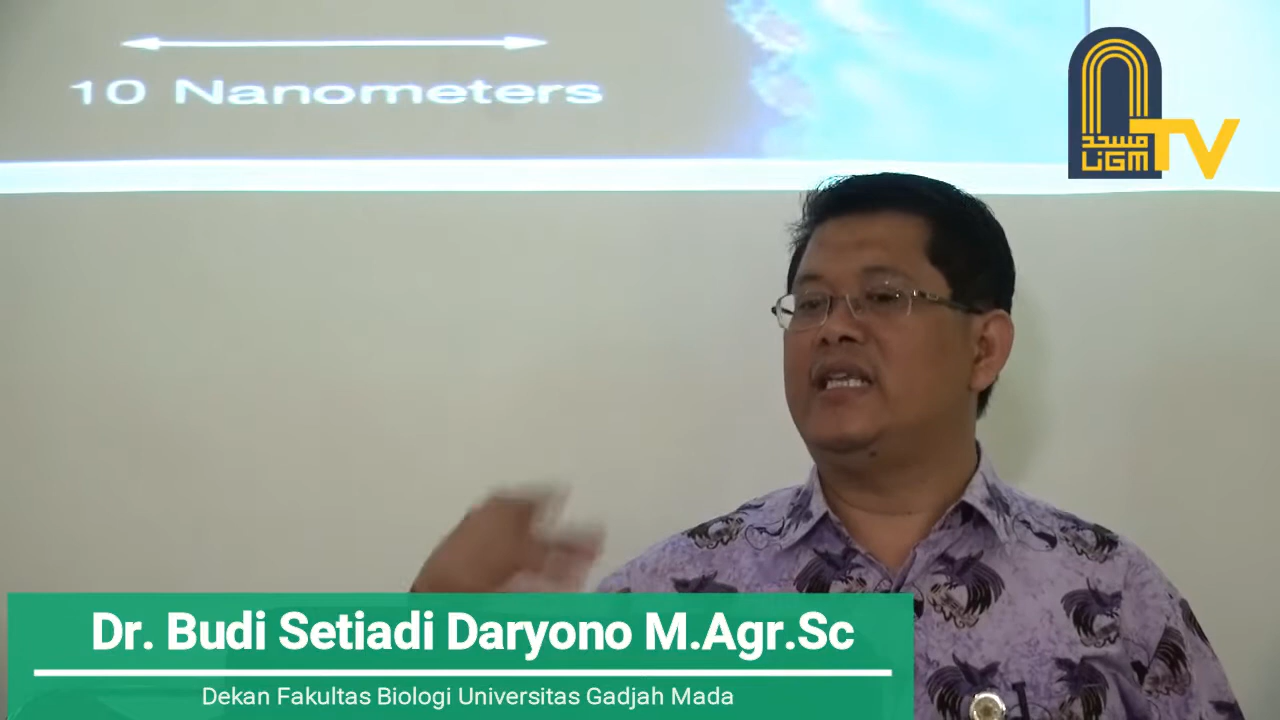 10 Nanometers
مسجد
UGM
TV
Dr. Budi Setiadi Daryono M.Agr.Sc
Dekan Fakultas Biologi Universitas Gadjah Mada